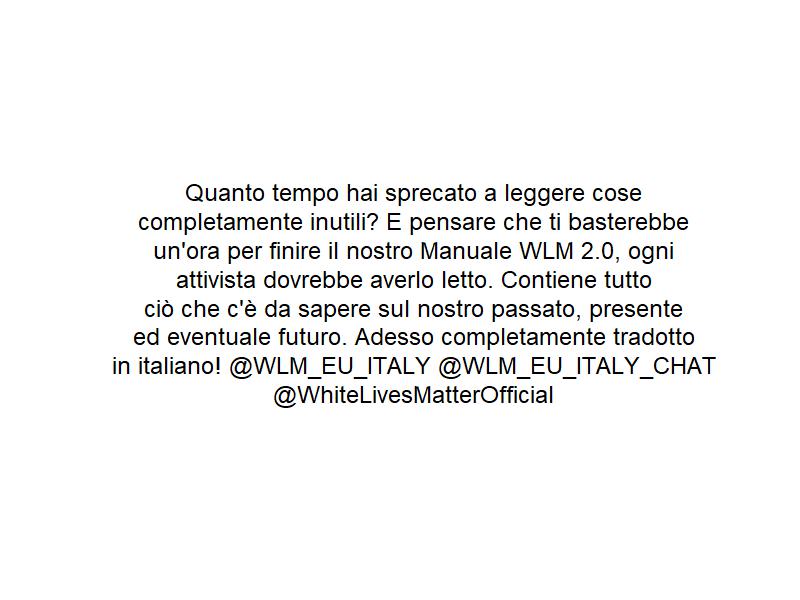 Quanto tempo hai sprecato a leggere cose
completamente inutili? E pensare che ti basterebbe
un'ora per finire il nostro Manuale WLM 2.0, ogni
attivista dovrebbe averlo letto. Contiene tutto
ciò che c'è da sapere sul nostro passato, presente
ed eventuale futuro. Adesso completamente tradotto
in italiano! @WLM_EU_ITALY @WLM_EU_ITALY_CHAT
@WhiteLivesMatterOfficial